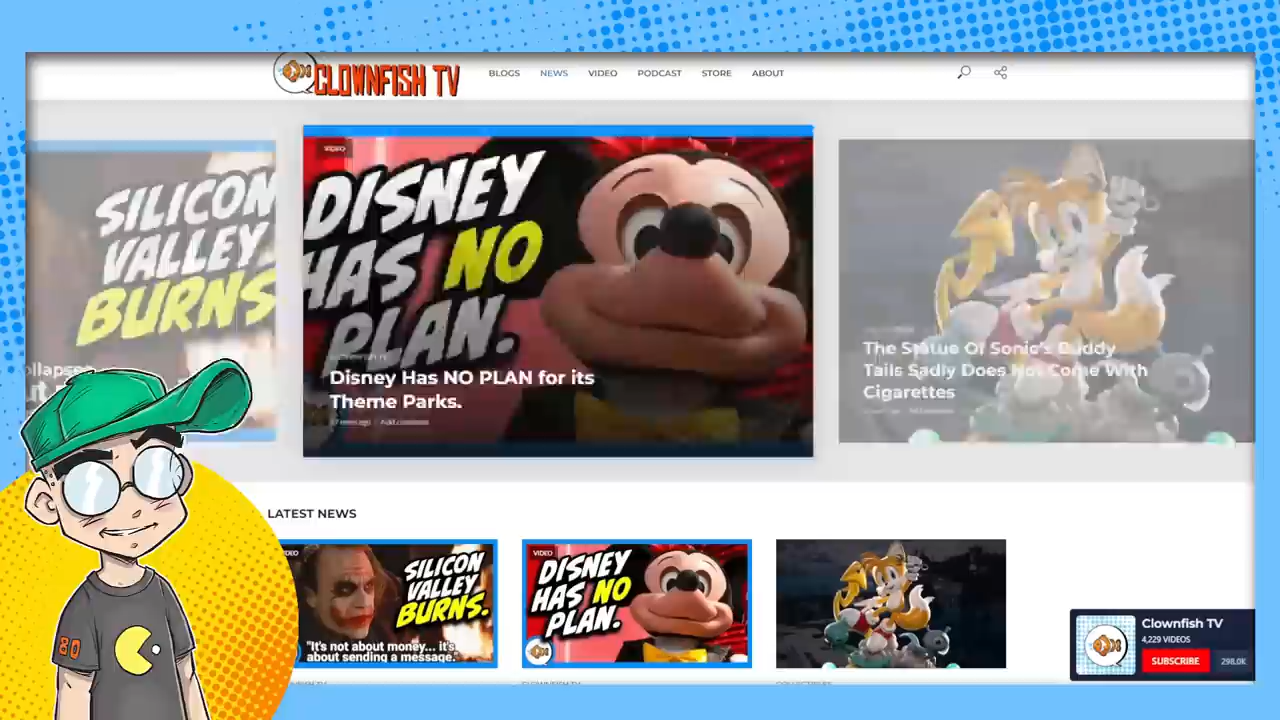 CLOWNFISH TV
BLOGS NEWS VIDEO PODCAST STORE ABOUT
SILICON
VALLEY
BURNS
VIDEO
DISNEY
HAS NO
PLAN.
Disney Has NO PLAN for its
Theme Parks.
Add comment
The Statue Of Sonic's Buddy
Tails Sadly Does Not Come With
Cigarettes
LATEST NEWS
SILICON
VALLEY
BURNS.
"It's not about money... it's
about sending a message."
VIDEO
DISNEY
HAS NO
PLAN.
80
Clownfish TV
4,229 VIDEOS
SUBSCRIBE 298.0K